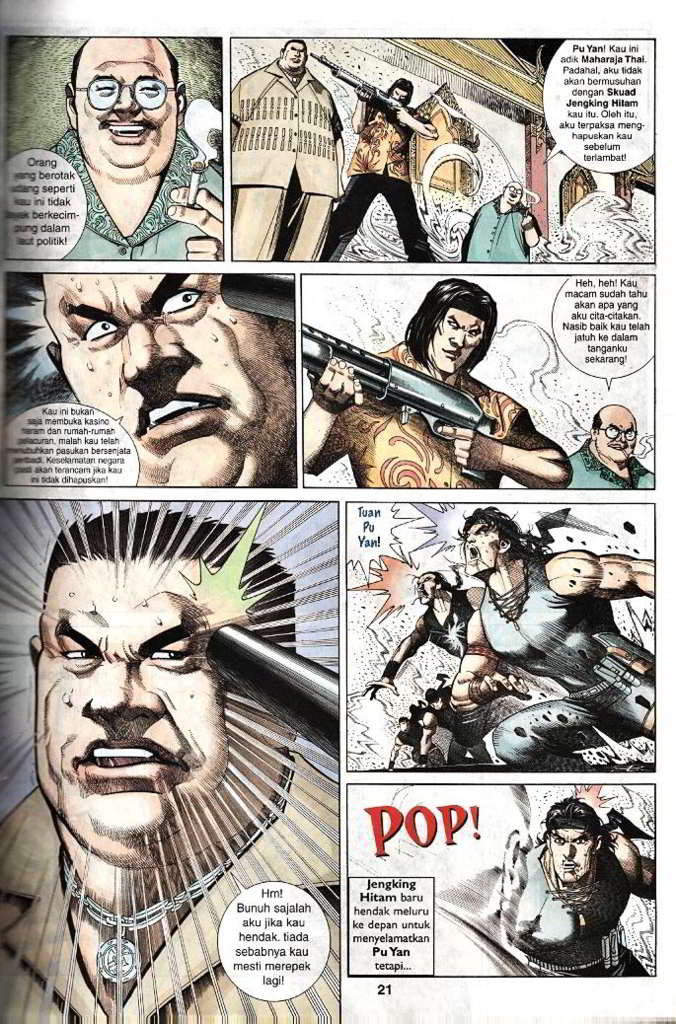 Orang
yang berotak
udang seperti
kau ini tidak
layak berkecim-
pung dalam
laut politik!
Pu Yan! Kau ini
adik Maharaja Thai.
Padahal, aku tidak
akan bermusuhan
dengan Skuad
Jengking Hitam
kau itu. Oleh itu,
aku terpaksa meng-
hapuskan kau
sebelum
terlambat!
Kau ini bukan
saja membuka kasino
haram dan rumah-rumah
pelacuran, malah kau telah
menubuhkan pasukan bersenjata
peribadi. Keselamatan negara
pasti akan terancam jika kau
tidak dihapuskan!
Heh, heh! Kau
macam sudah tahu
akan apa yang
aku cita-citakan.
Nasib baik kau telah
jatuh ke dalam
tanganku
sekarang!
Hm!
Bunuh sajalah
aku jika kau
hendak. tiada
sebabnya kau
mesti merepek
lagi!
Tuan
Pu
Yan!
POP!
Jengking
Hitam baru
hendak meluru
ke depan untuk
menyelamatkan
Pu Yan
tetapi...
21